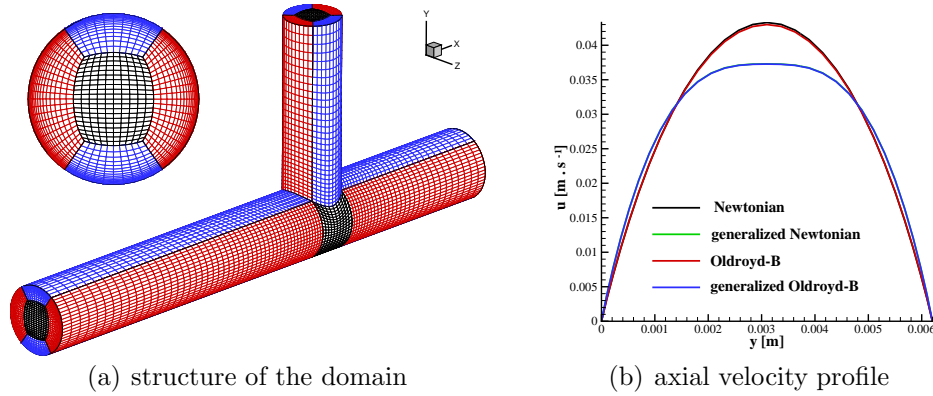 Y
X
Z
0.04
0.035
0.03
0.025
0.02
0.015
0.01
0.005
0
u [m . s⁻¹]
Newtonian
generalized Newtonian
Oldroyd-B
generalized Oldroyd-B
0 0.001 0.002 0.003 0.004 0.005 0.006
y [m]
(a) structure of the domain
(b) axial velocity profile